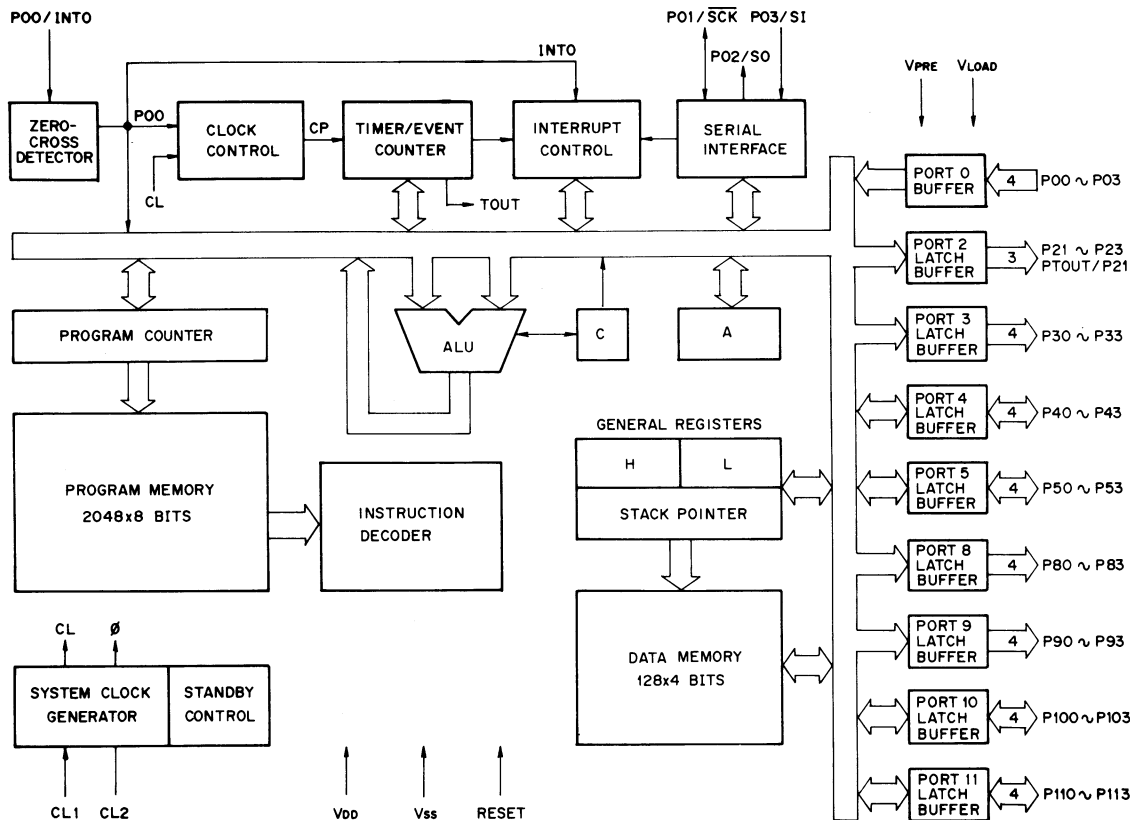 P00/INT0
INT0
P01/SCK P03/SI
P02/SO
VPRE VLOAD
ZERO-
CROSS
DETECTOR
P00
CLOCK
CONTROL
CP
TIMER/EVENT
COUNTER
INTERRUPT
CONTROL
SERIAL
INTERFACE
CL
TOUT
PORT 0
BUFFER
4
P00 ~ P03
PORT 2
LATCH
BUFFER
3
P21 ~ P23
PTOUT/P21
PROGRAM COUNTER
ALU
C
A
PORT 3
LATCH
BUFFER
4
P30 ~ P33
PORT 4
LATCH
BUFFER
4
P40 ~ P43
GENERAL REGISTERS
H L
STACK POINTER
PROGRAM MEMORY
2048x8 BITS
INSTRUCTION
DECODER
PORT 5
LATCH
BUFFER
4
P50 ~ P53
PORT 8
LATCH
BUFFER
4
P80 ~ P83
CL Ø
SYSTEM CLOCK
GENERATOR
STANDBY
CONTROL
DATA MEMORY
128x4 BITS
PORT 9
LATCH
BUFFER
4
P90 ~ P93
PORT 10
LATCH
BUFFER
4
P100 ~ P103
PORT 11
LATCH
BUFFER
4
P110 ~ P113
CL1 CL2
VDD VSS RESET